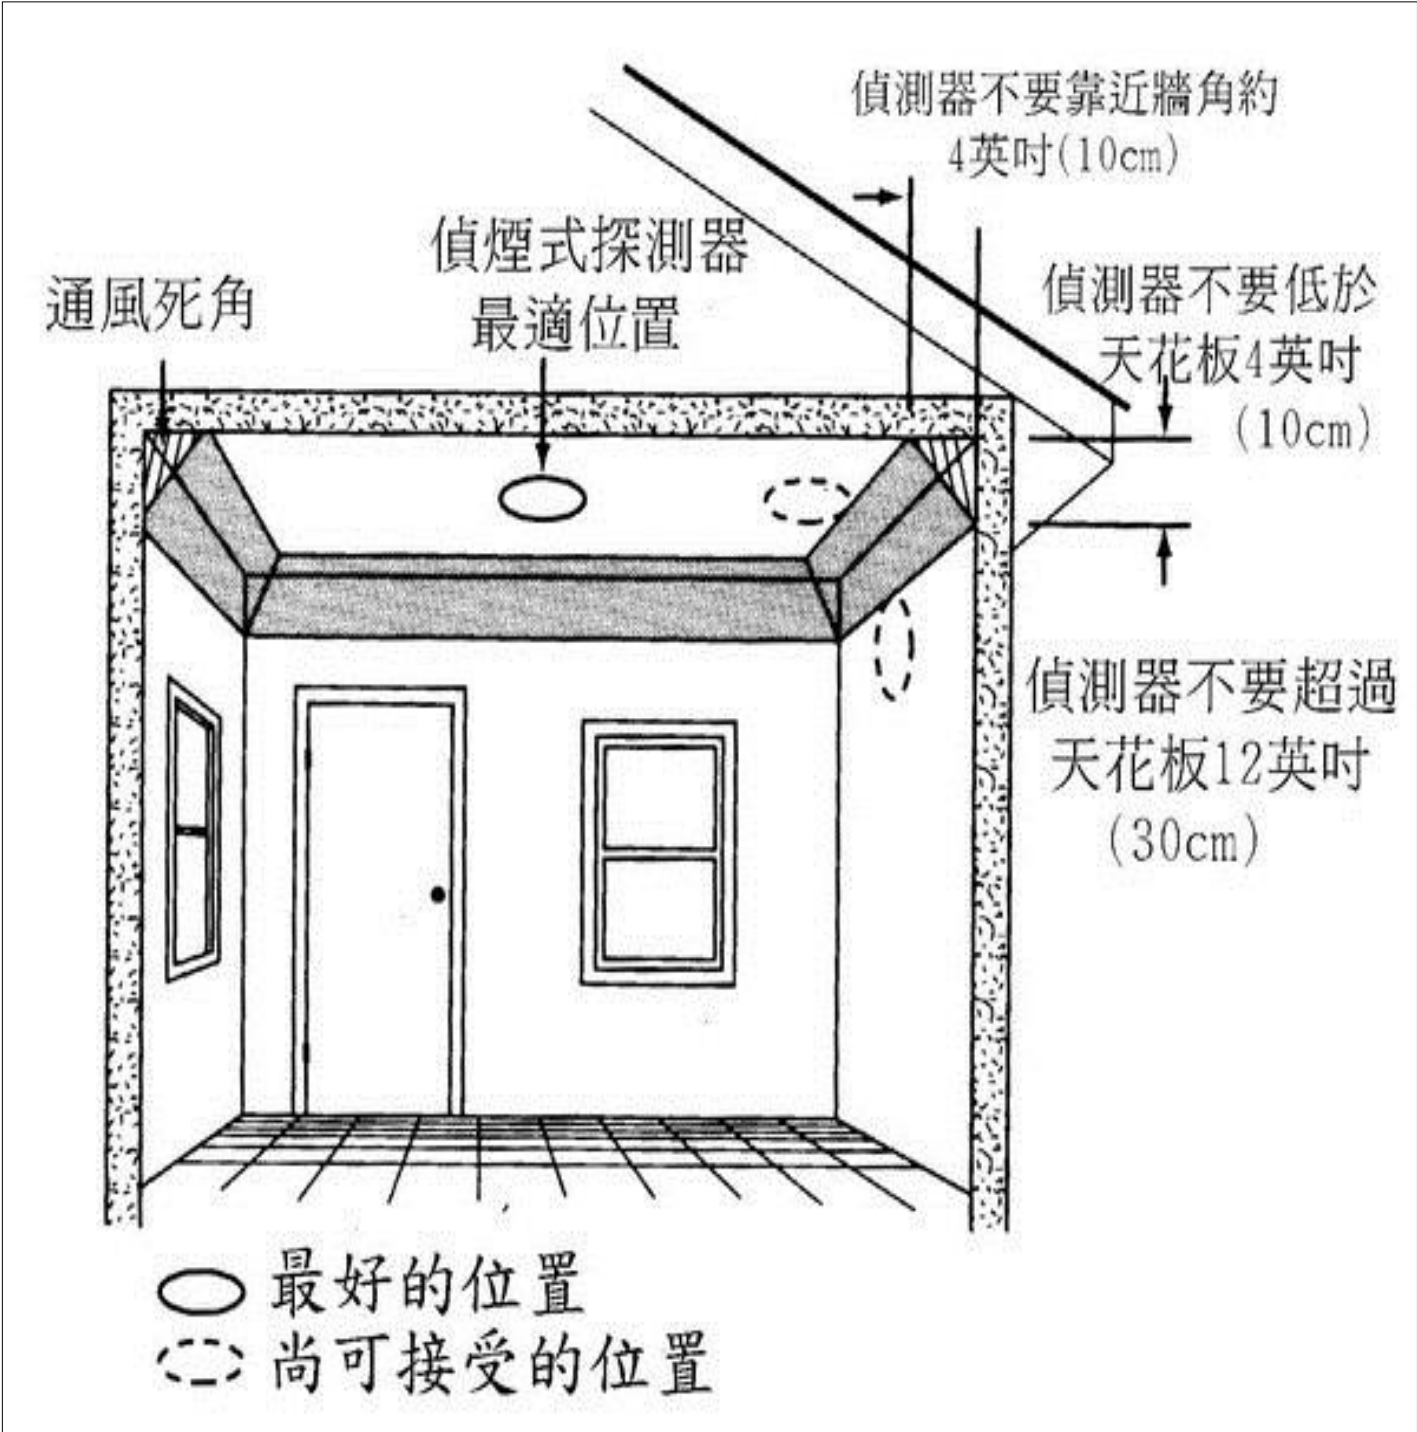 偵測器不要靠近牆角約
4英吋(10cm)
偵煙式探測器
最適位置
通風死角
偵測器不要低於
天花板4英吋
(10cm)
偵測器不要超過
天花板12英吋
(30cm)
最好的位置
尚可接受的位置